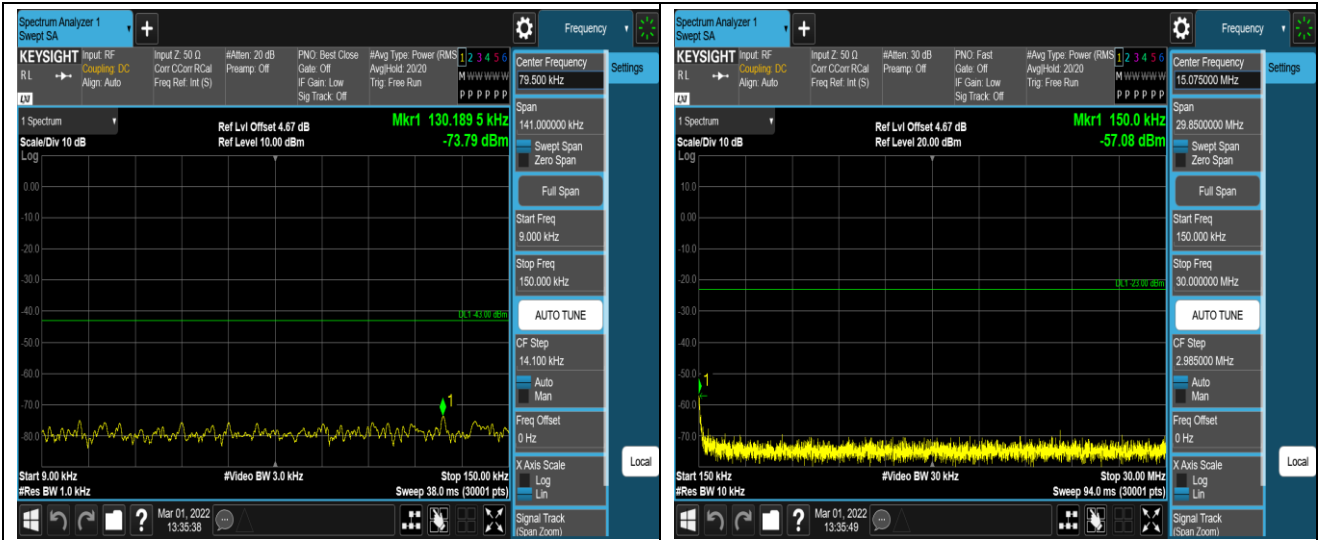 Spectrum Analyzer 1
Swept SA
+
Frequency
KEYSIGHT
RL
LXI
Input: RF
Coupling: DC
Align: Auto
Input Z: 50 Ω
Corr CCorr RCal
Freq Ref: Int (S)
#Atten: 20 dB
Preamp: Off
PNO: Best Close
Gate: Off
IF Gain: Low
Sig Track: Off
#Avg Type: Power (RMS
Avg|Hold: 20/20
Trig: Free Run
1 2 3 4 5 6
M W W W W W
P P P P P P
1 Spectrum
Scale/Div 10 dB
Ref Lvl Offset 4.67 dB
Ref Level 10.00 dBm
Mkr1 130.189 5 kHz
-73.79 dBm
Log
0.00
-10.0
-20.0
-30.0
-40.0
-50.0
-60.0
-70.0
-80.0
DL1 -43.00 dBm
1
Start 9.00 kHz
#Video BW 3.0 kHz
Stop 150.00 kHz
#Res BW 1.0 kHz
Sweep 38.0 ms (30001 pts)
Center Frequency
79.500 kHz
Span
141.000000 kHz
Swept Span
Zero Span
Full Span
Start Freq
9.000 kHz
Stop Freq
150.000 kHz
AUTO TUNE
CF Step
14.100 kHz
Auto
Man
Freq Offset
0 Hz
X Axis Scale
Log
Lin
Signal Track
(Span Zoom)
Settings
Local
?
Mar 01, 2022
13:35:38
Spectrum Analyzer 1
Swept SA
+
Frequency
KEYSIGHT
RL
LXI
Input: RF
Coupling: DC
Align: Auto
Input Z: 50 Ω
Corr CCorr RCal
Freq Ref: Int (S)
#Atten: 30 dB
Preamp: Off
PNO: Fast
Gate: Off
IF Gain: Low
Sig Track: Off
#Avg Type: Power (RMS
Avg|Hold: 20/20
Trig: Free Run
1 2 3 4 5 6
M W W W W W
P P P P P P
1 Spectrum
Scale/Div 10 dB
Ref Lvl Offset 4.67 dB
Ref Level 20.00 dBm
Mkr1 150.0 kHz
-57.08 dBm
Log
10.0
0.00
-10.0
-20.0
-30.0
-40.0
-50.0
-60.0
-70.0
DL1 -23.00 dBm
1
Start 150 kHz
#Video BW 30 kHz
Stop 30.00 MHz
#Res BW 10 kHz
Sweep 94.0 ms (30001 pts)
Center Frequency
15.075000 MHz
Span
29.8500000 MHz
Swept Span
Zero Span
Full Span
Start Freq
150.000 kHz
Stop Freq
30.000000 MHz
AUTO TUNE
CF Step
2.985000 MHz
Auto
Man
Freq Offset
0 Hz
X Axis Scale
Log
Lin
Signal Track
(Span Zoom)
Settings
Local
?
Mar 01, 2022
13:35:49